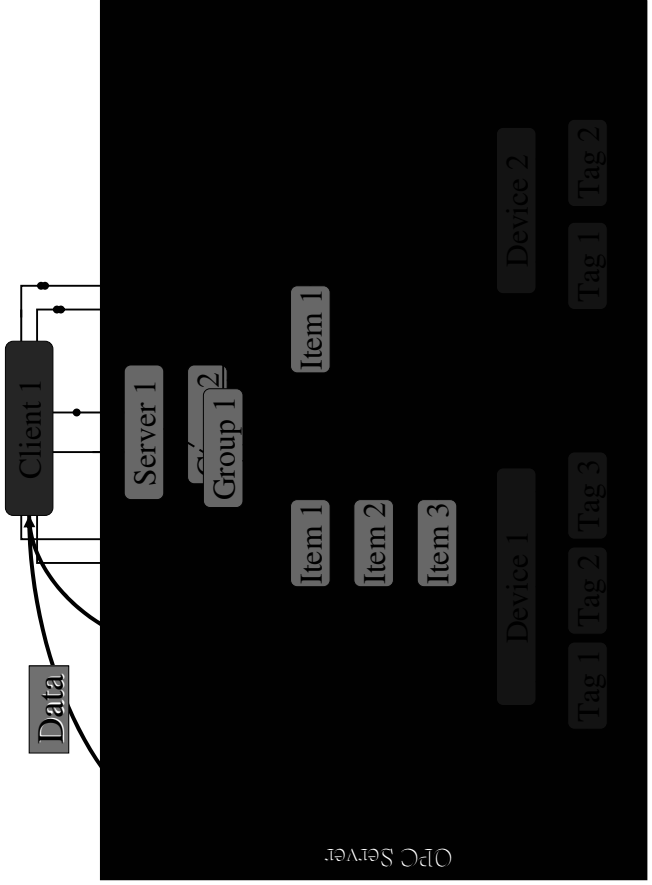 Client 1
Data
Server 1
2
Group 1
Item 1
Item 1
Item 2
Item 3
Device 1
Device 2
Tag 1
Tag 2
Tag 3
Tag 1
Tag 2
OPC Server